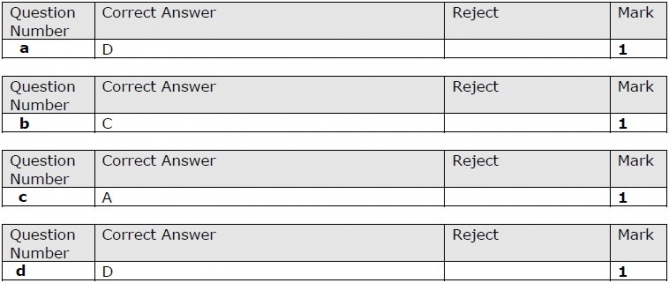 Question Number Correct Answer Reject Mark
a D 1
Question Number Correct Answer Reject Mark
b C 1
Question Number Correct Answer Reject Mark
c A 1
Question Number Correct Answer Reject Mark
d D 1